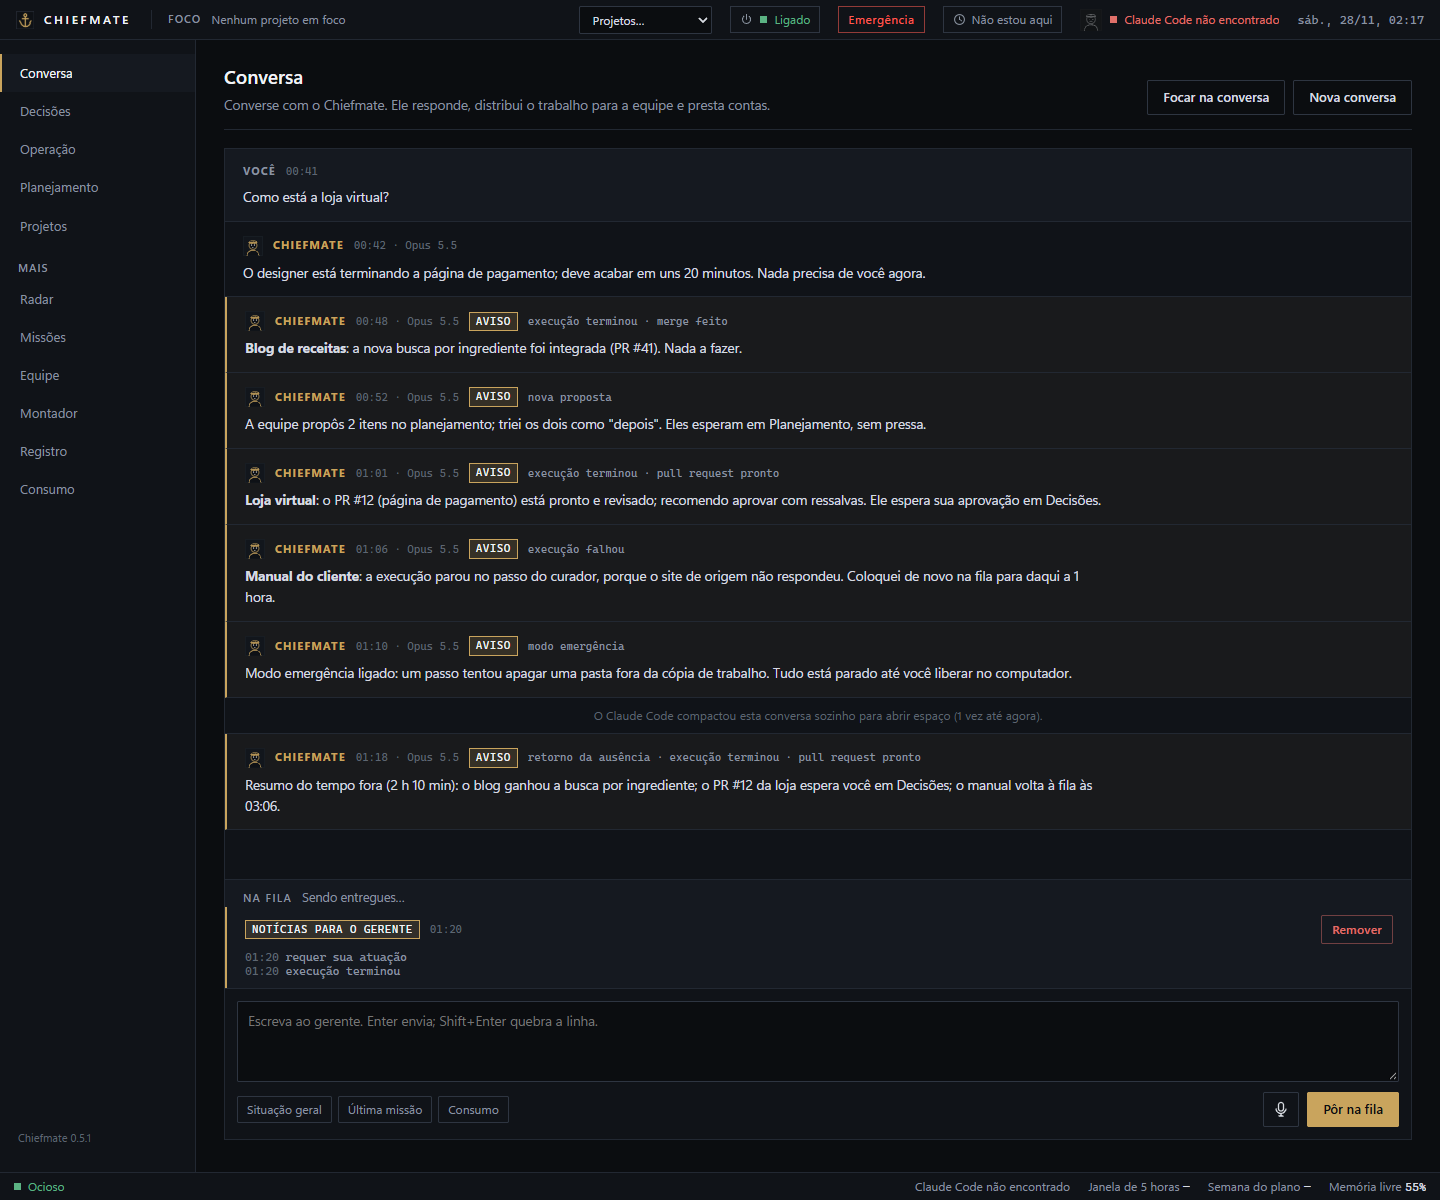 CHIEFMATE
FOCO Nenhum projeto em foco
Projetos...
Ligado
Emergência
Não estou aqui
Claude Code não encontrado
sáb., 28/11, 02:17
Conversa
Decisões
Operação
Planejamento
Projetos
MAIS
Radar
Missões
Equipe
Montador
Registro
Consumo
Chiefmate 0.5.1
Conversa
Converse com o Chiefmate. Ele responde, distribui o trabalho para a equipe e presta contas.
Focar na conversa
Nova conversa
VOCÊ 00:41
Como está a loja virtual?
CHIEFMATE 00:42 · Opus 5.5
O designer está terminando a página de pagamento; deve acabar em uns 20 minutos. Nada precisa de você agora.
CHIEFMATE 00:48 · Opus 5.5 AVISO execução terminou · merge feito
Blog de receitas: a nova busca por ingrediente foi integrada (PR #41). Nada a fazer.
CHIEFMATE 00:52 · Opus 5.5 AVISO nova proposta
A equipe propôs 2 itens no planejamento; triei os dois como "depois". Eles esperam em Planejamento, sem pressa.
CHIEFMATE 01:01 · Opus 5.5 AVISO execução terminou · pull request pronto
Loja virtual: o PR #12 (página de pagamento) está pronto e revisado; recomendo aprovar com ressalvas. Ele espera sua aprovação em Decisões.
CHIEFMATE 01:06 · Opus 5.5 AVISO execução falhou
Manual do cliente: a execução parou no passo do curador, porque o site de origem não respondeu. Coloquei de novo na fila para daqui a 1
hora.
CHIEFMATE 01:10 · Opus 5.5 AVISO modo emergência
Modo emergência ligado: um passo tentou apagar uma pasta fora da cópia de trabalho. Tudo está parado até você liberar no computador.
O Claude Code compactou esta conversa sozinho para abrir espaço (1 vez até agora).
CHIEFMATE 01:18 · Opus 5.5 AVISO retorno da ausência · execução terminou · pull request pronto
Resumo do tempo fora (2 h 10 min): o blog ganhou a busca por ingrediente; o PR #12 da loja espera você em Decisões; o manual volta à fila às
03:06.
NA FILA Sendo entregues...
NOTÍCIAS PARA O GERENTE 01:20
Remover
01:20 requer sua atuação
01:20 execução terminou
Escreva ao gerente. Enter envia; Shift+Enter quebra a linha.
Situação geral
Última missão
Consumo
Pôr na fila
Ocioso
Claude Code não encontrado
Janela de 5 horas —
Semana do plano —
Memória livre 55%